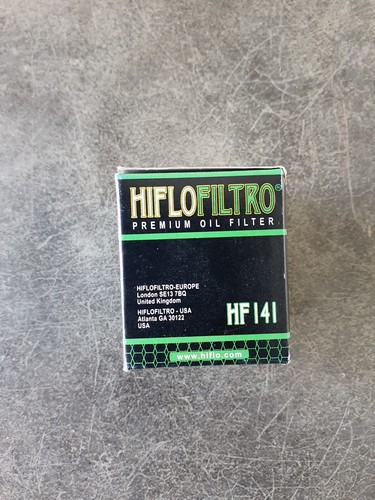 HIFLOFILTRO
PREMIUM OIL FILTER
HIFLOFILTRO-EUROPE
London SE13 7BQ
United Kingdom
HIFLOFILTRO - USA
Atlanta GA 30122
USA
HF141
www.hiflo.com